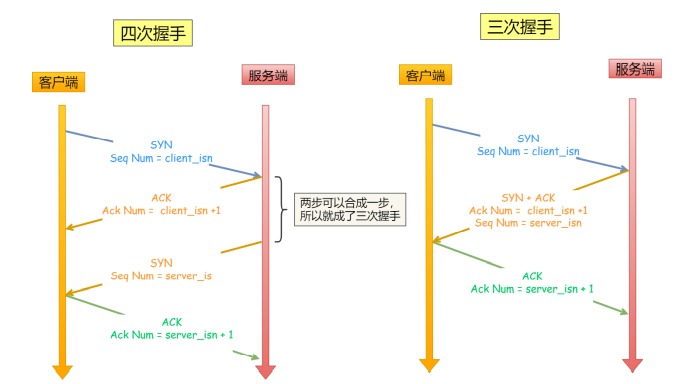 四次握手
客户端
服务端
SYN
Seq Num = client_isn
ACK
Ack Num = client_isn +1
SYN
Seq Num = server_is
ACK
Ack Num = server_isn + 1
两步可以合成一步，
所以就成了三次握手
三次握手
客户端
服务端
SYN
Seq Num = client_isn
SYN + ACK
Ack Num = client_isn +1
Seq Num = server_isn
ACK
Ack Num = server_isn + 1